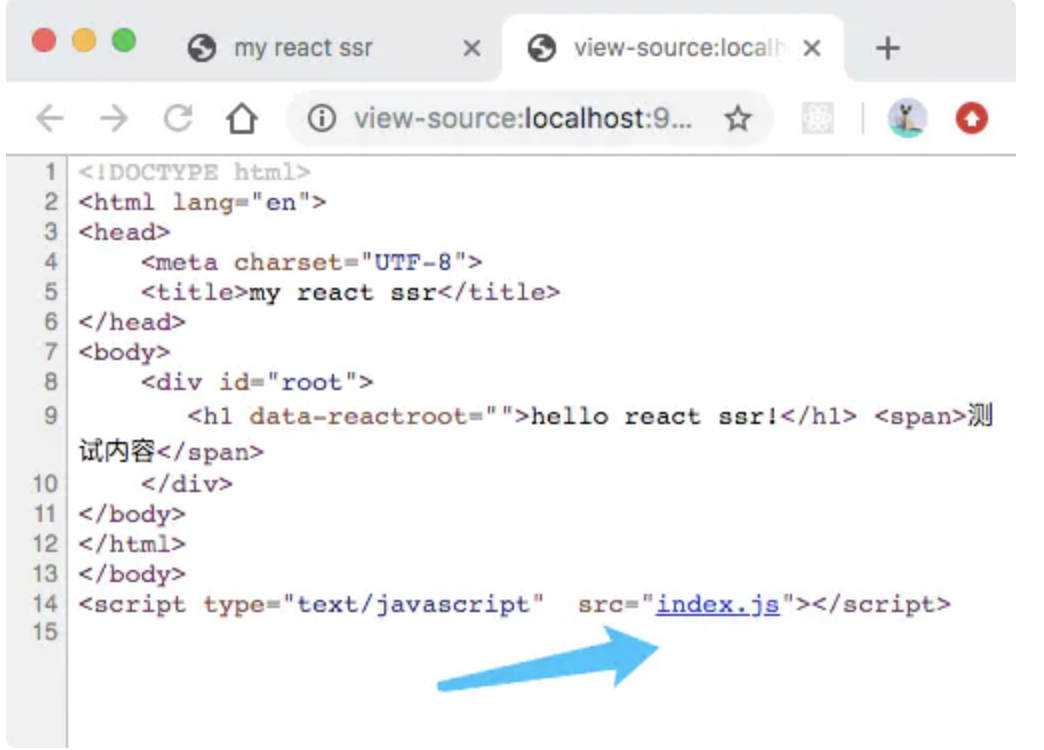 my react ssr
view-source:localh
view-source:localhost:9...
1 <!DOCTYPE html>
2 <html lang="en">
3 <head>
4     <meta charset="UTF-8">
5     <title>my react ssr</title>
6 </head>
7 <body>
8     <div id="root">
9        <h1 data-reactroot="">hello react ssr!</h1> <span>测
试内容</span>
10     </div>
11 </body>
12 </html>
13 </body>
14 <script type="text/javascript"  src="index.js"></script>
15